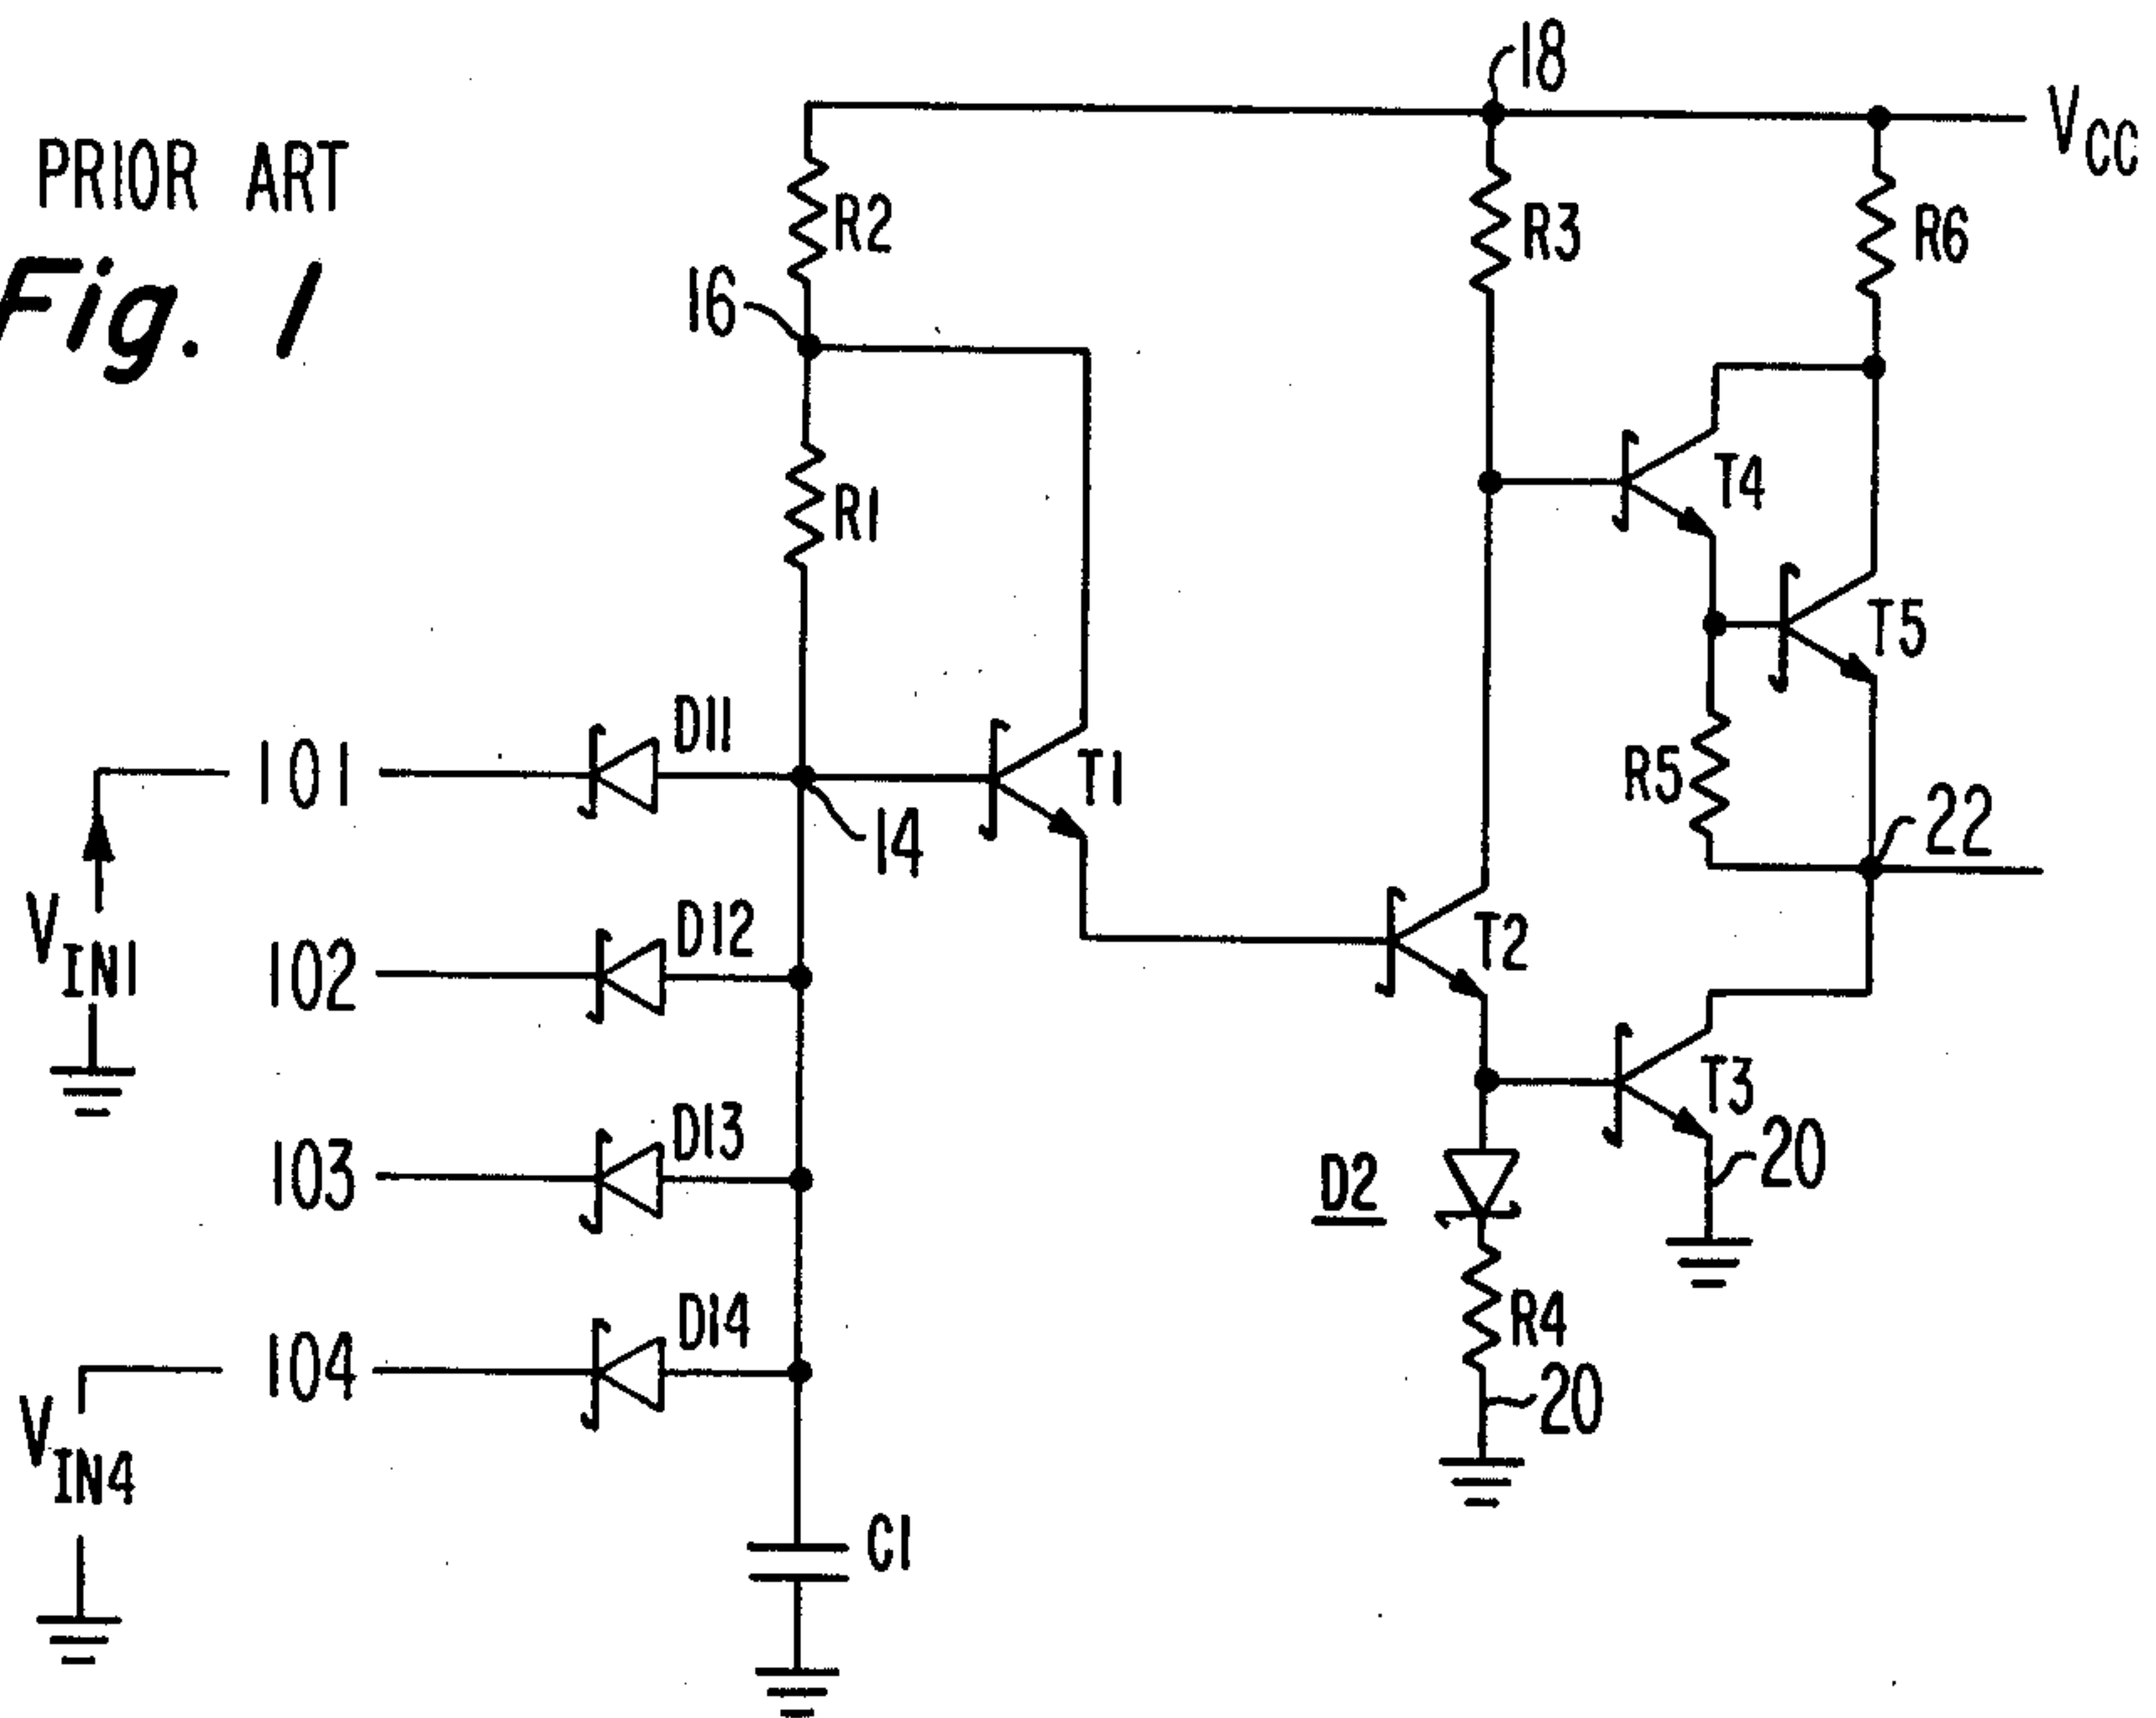 PRIOR ART
Fig. 1
18
VCC
R2
R3
R6
16
R1
T4
T5
D11
101
T1
R5
22
14
VIN1
D12
102
T2
D13
103
T3
20
D2
D14
104
R4
20
VIN4
C1